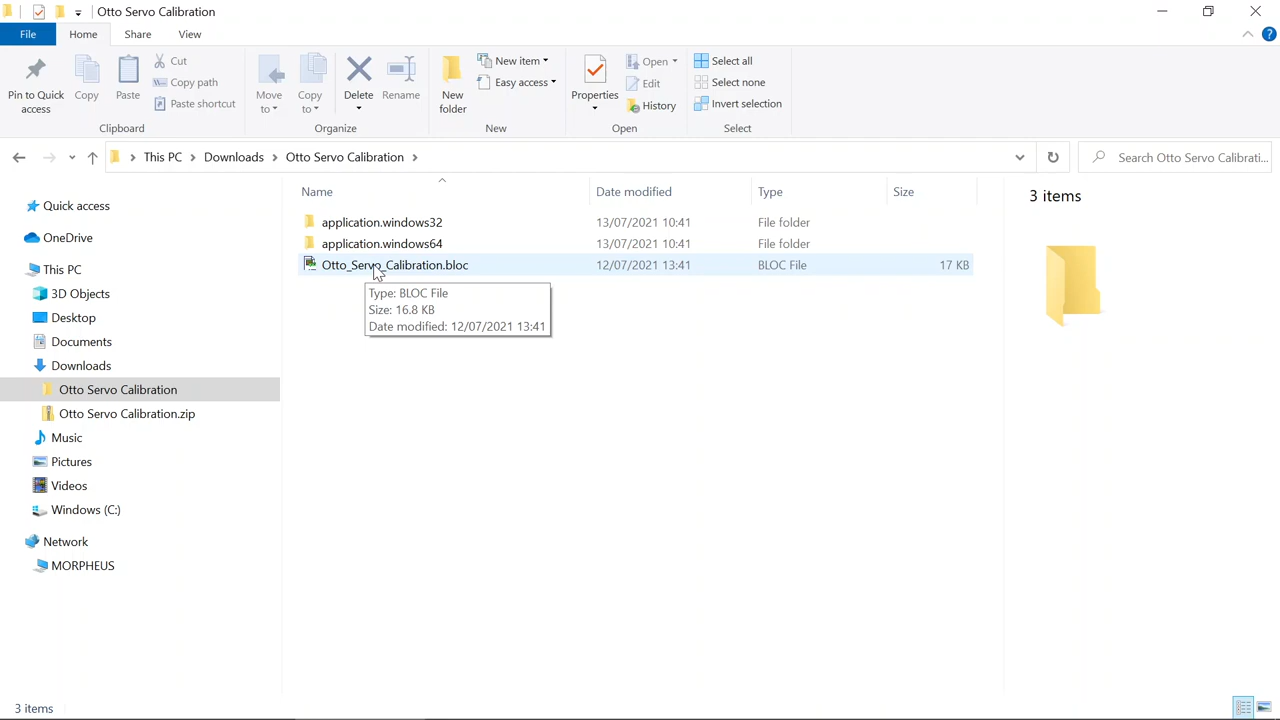 Otto Servo Calibration
File Home Share View
Pin to Quick access
Copy
Paste
Cut
Copy path
Paste shortcut
Clipboard
Move to
Copy to
Delete
Rename
Organize
New folder
New item
Easy access
New
Properties
Open
Edit
History
Open
Select all
Select none
Invert selection
Select
This PC Downloads Otto Servo Calibration
Search Otto Servo Calibrati...
Name Date modified Type Size
application.windows32 13/07/2021 10:41 File folder
application.windows64 13/07/2021 10:41 File folder
Otto_Servo_Calibration.bloc 12/07/2021 13:41 BLOC File 17 KB
Type: BLOC File
Size: 16.8 KB
Date modified: 12/07/2021 13:41
3 items
Quick access
OneDrive
This PC
3D Objects
Desktop
Documents
Downloads
Otto Servo Calibration
Otto Servo Calibration.zip
Music
Pictures
Videos
Windows (C:)
Network
MORPHEUS
3 items